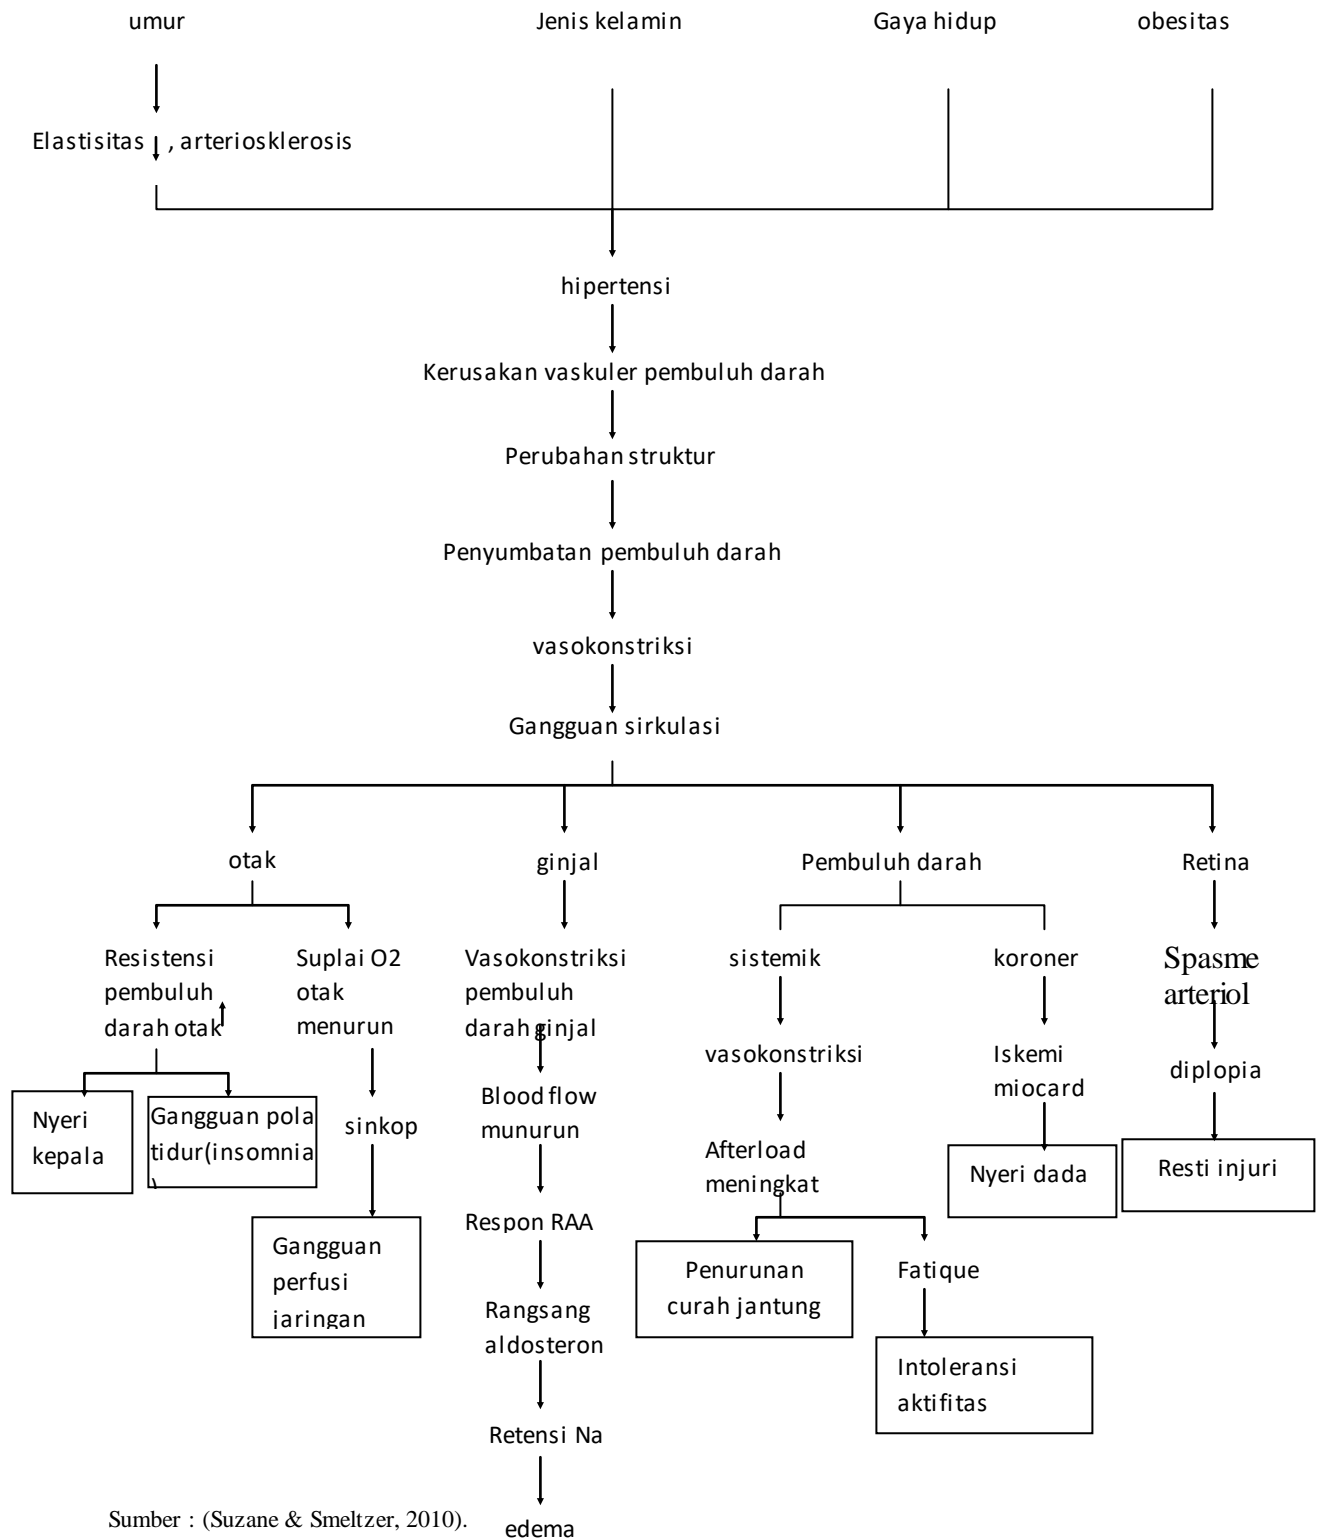 umur
Jenis kelamin
Gaya hidup
obesitas
Elastisitas , arteriosklerosis
hipertensi
Kerusakan vaskuler pembuluh darah
Perubahan struktur
Penyumbatan pembuluh darah
vasokonstriksi
Gangguan sirkulasi
otak
ginjal
Pembuluh darah
Retina
Resistensi
pembuluh
darah otak
Suplai O2
otak
menurun
Vasokonstriksi
pembuluh
darah ginjal
sistemik
koroner
Spasme
arteriol
vasokonstriksi
Iskemi
miocard
diplopia
Nyeri
kepala
Gangguan pola
tidur(insomnia
)
sinkop
Blood flow
munurun
Afterload
meningkat
Nyeri dada
Resti injuri
Gangguan
perfusi
jaringan
Respon RAA
Penurunan
curah jantung
Fatique
Rangsang
aldosteron
Intoleransi
aktifitas
Retensi Na
edema
Sumber : (Suzane & Smeltzer, 2010).